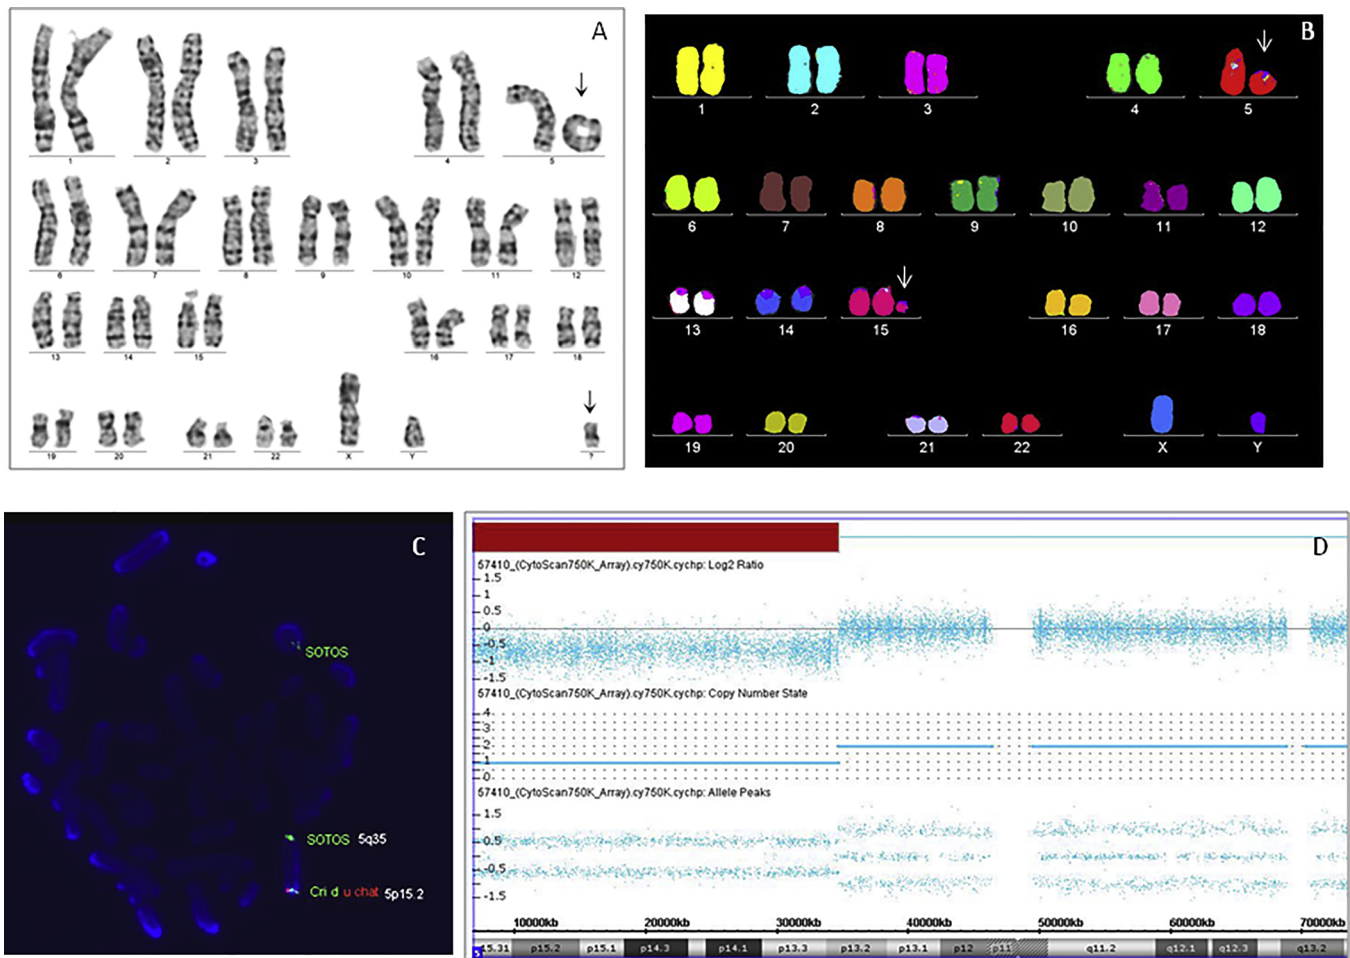 A
1 2 3 4 5
6 7 8 9 10 11 12
13 14 15 16 17 18
19 20 21 22 X Y ?
B
1 2 3 4 5
6 7 8 9 10 11 12
13 14 15 16 17 18
19 20 21 22 X Y
C
SOTOS
SOTOS 5q35
Cri d u chat 5p15.2
D
57410_(CytoScan750K_Array).cy750K.cychp: Log2 Ratio
1.5
1
0.5
0
-0.5
-1
-1.5
57410_(CytoScan750K_Array).cy750K.cychp: Copy Number State
4
3
2
1
0
57410_(CytoScan750K_Array).cy750K.cychp: Allele Peaks
1.5
0.5
-0.5
-1.5
10000kb 20000kb 30000kb 40000kb 50000kb 60000kb 70000kb
5 15.31 p15.2 p15.1 p14.3 p14.1 p13.3 p13.2 p13.1 p12 p11 q11.2 q12.1 q12.3 q13.2